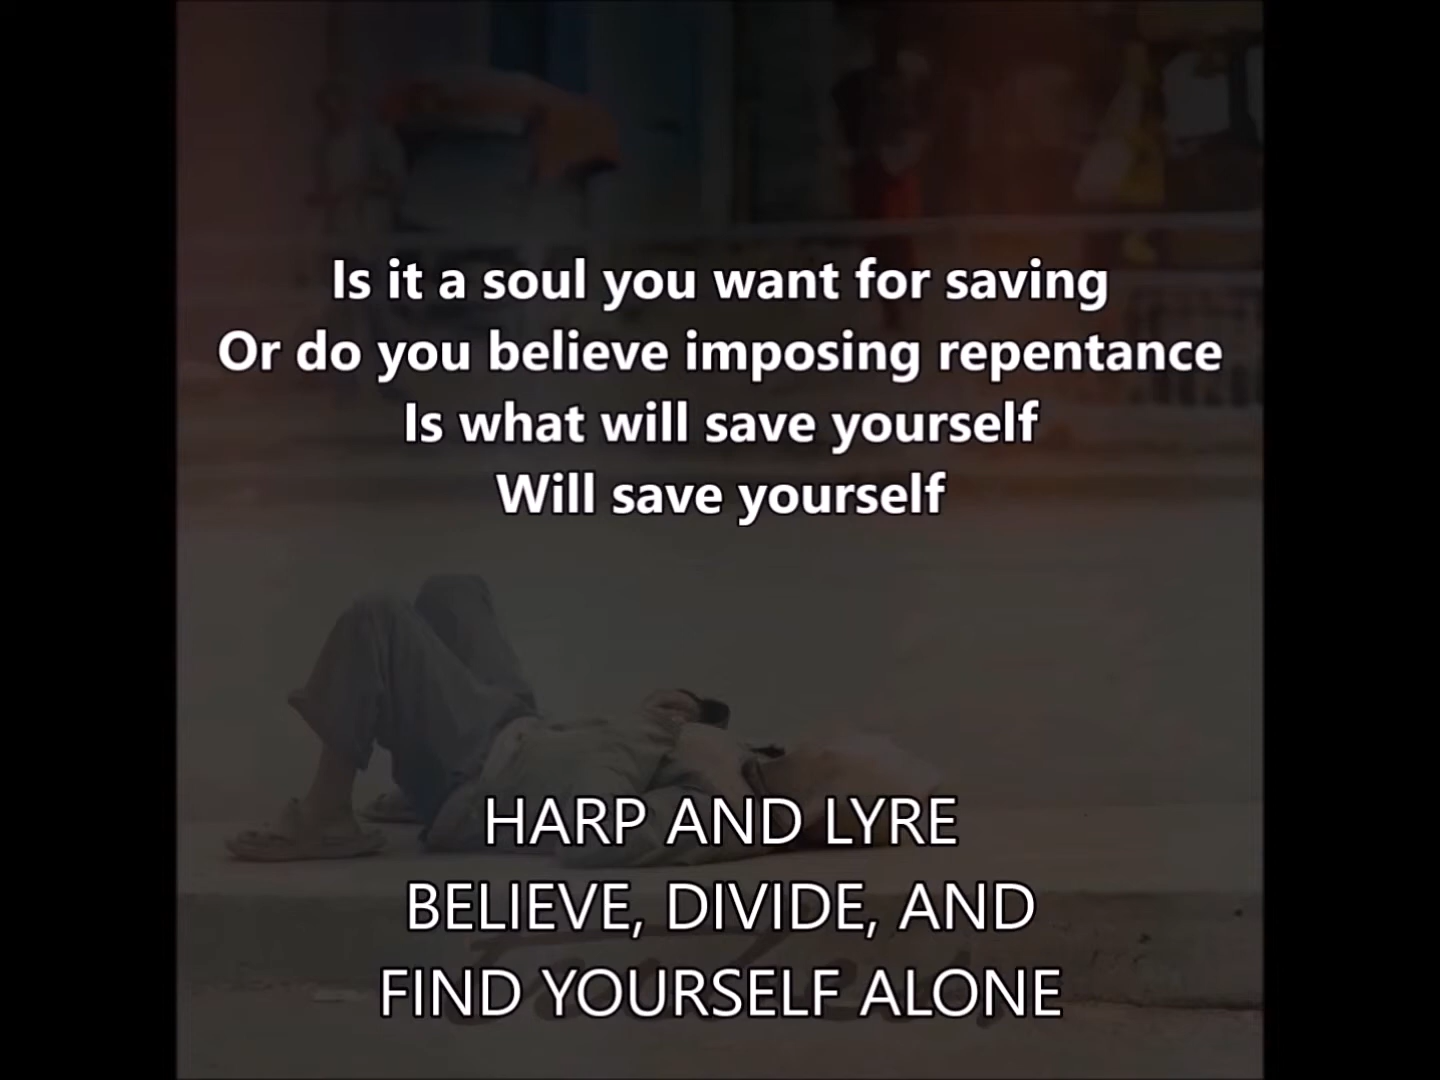 Is it a soul you want for saving
Or do you believe imposing repentance
Is what will save yourself
Will save yourself
HARP AND LYRE
BELIEVE, DIVIDE, AND
FIND YOURSELF ALONE